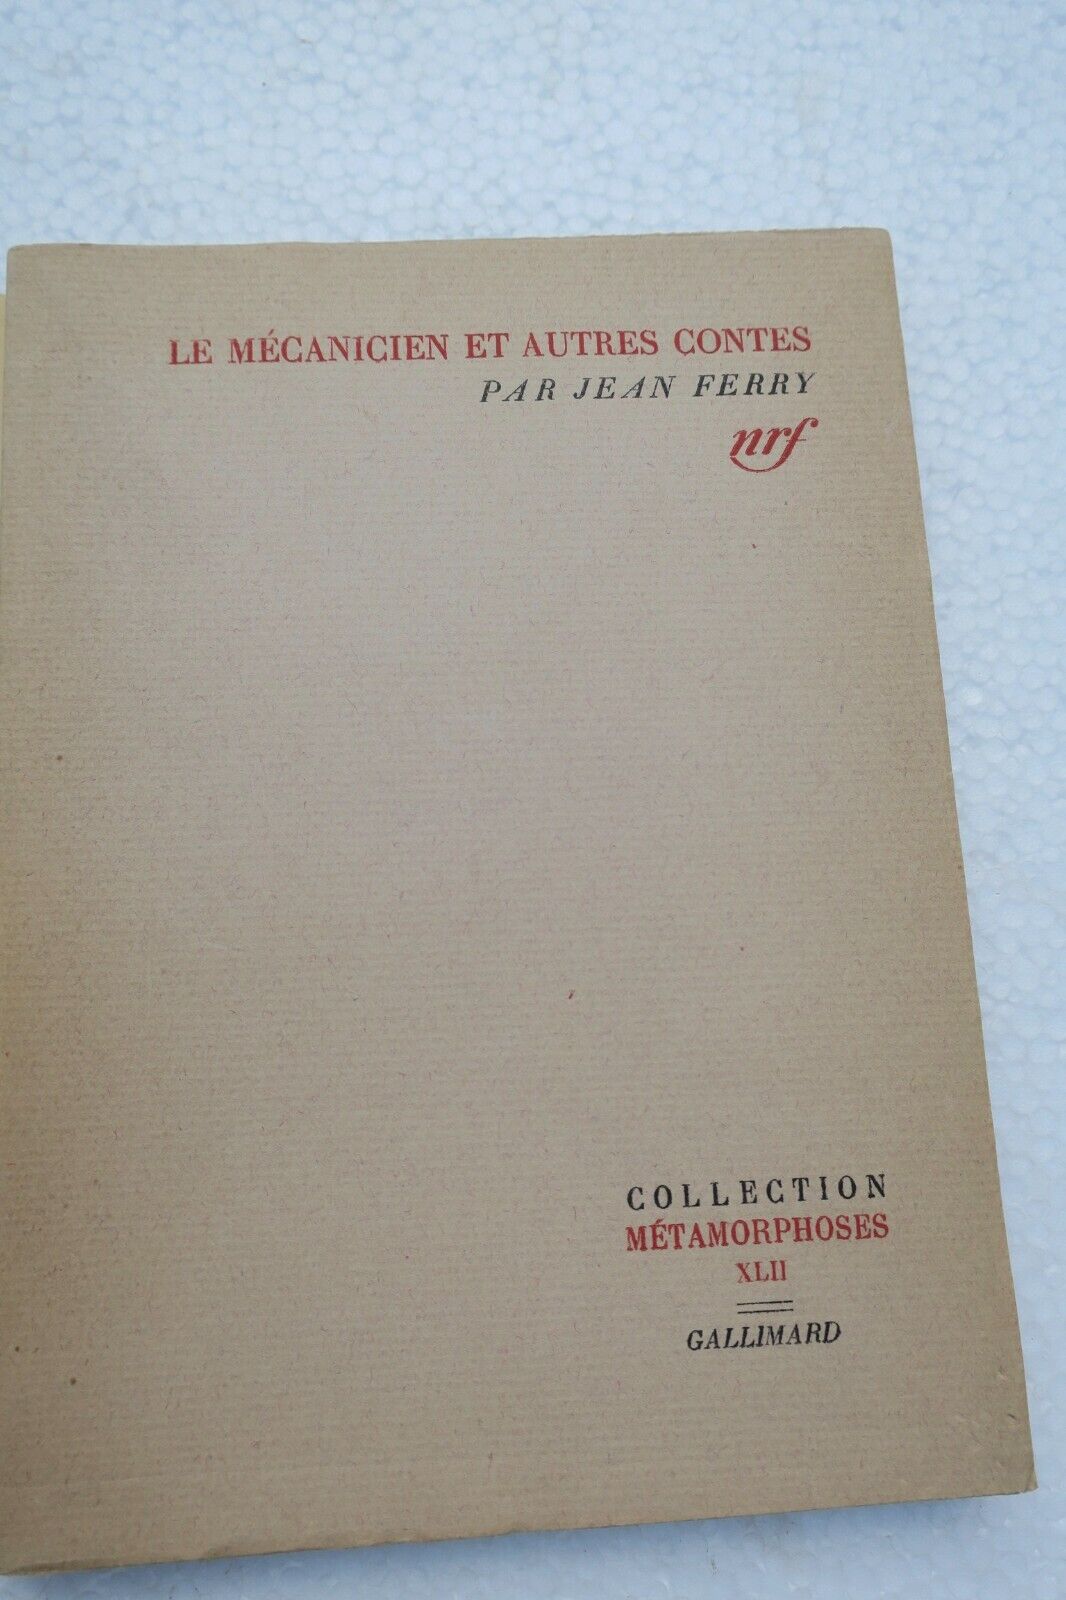 LE MÉCANICIEN ET AUTRES CONTES
PAR JEAN FERRY
nrf
COLLECTION
MÉTAMORPHOSES
XLII
GALLIMARD